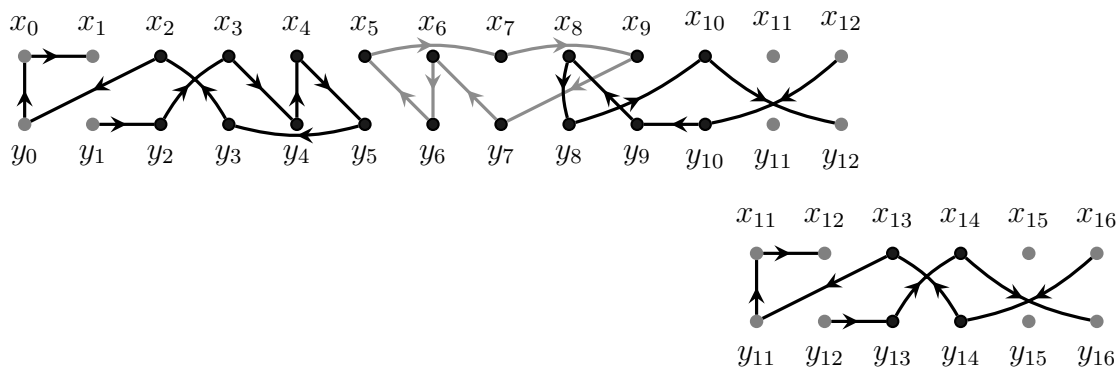 x₀ x₁ x₂ x₃ x₄ x₅ x₆ x₇ x₈ x₉ x₁₀ x₁₁ x₁₂
y₀ y₁ y₂ y₃ y₄ y₅ y₆ y₇ y₈ y₉ y₁₀ y₁₁ y₁₂
x₁₁ x₁₂ x₁₃ x₁₄ x₁₅ x₁₆
y₁₁ y₁₂ y₁₃ y₁₄ y₁₅ y₁₆